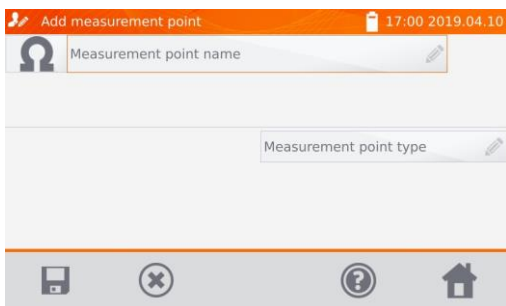 Add measurement point
17:00 2019.04.10
Ω
Measurement point name
Measurement point type
?